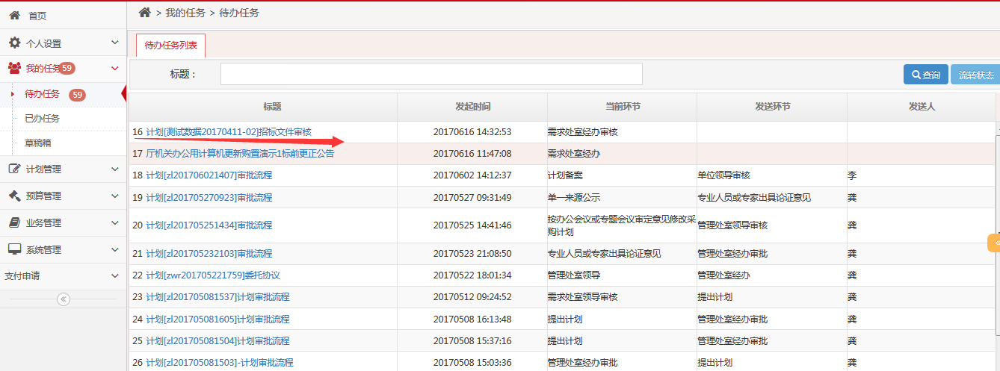 首页
个人设置
我的任务 59
待办任务 59
已办任务
草稿箱
计划管理
预算管理
业务管理
系统管理
支付申请
> 我的任务 > 待办任务
待办任务列表
标题：
查询
流转状态
标题 发起时间 当前环节 发送环节 发送人
16 计划[测试数据20170411-02]招标文件审核 20170616 14:32:53 需求处室经办审核
17 厅机关办公用计算机更新购置演示1标前更正公告 20170616 11:47:08 需求处室经办
18 计划[zl201706021407]审批流程 20170602 14:12:37 计划备案 单位领导审核 李
19 计划[zl201705270923]审批流程 20170527 09:31:49 单一来源公示 专业人员或专家出具论证意见 龚
20 计划[zl201705251434]审批流程 20170525 14:41:46 按办公会议或专题会议审定意见修改采
购计划 管理处室领导审核 龚
21 计划[zl201705232103]审批流程 20170523 21:08:50 专业人员或专家出具论证意见 管理处室经办审批 龚
22 计划[zwr201705221759]委托协议 20170522 18:01:34 管理处室领导 管理处室经办 龚
23 计划[zl201705081537]计划审批流程 20170512 09:24:52 需求处室领导审核 提出计划 龚
24 计划[zl201705081605]计划审批流程 20170508 16:13:48 提出计划 管理处室经办审批 龚
25 计划[zl201705081504]计划审批流程 20170508 15:37:16 提出计划 管理处室经办审批 龚
26 计划[zl201705081503]-计划审批流程 20170508 15:03:36 管理处室经办审批 提出计划 龚